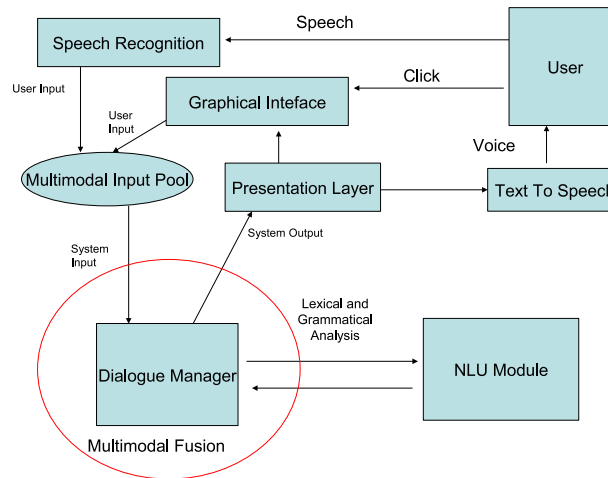 Speech
Speech Recognition
User
User Input
Click
Graphical Inteface
User
Input
Voice
Multimodal Input Pool
Presentation Layer
Text To Speech
System Output
System
Input
Lexical and
Grammatical
Analysis
Dialogue Manager
NLU Module
Multimodal Fusion